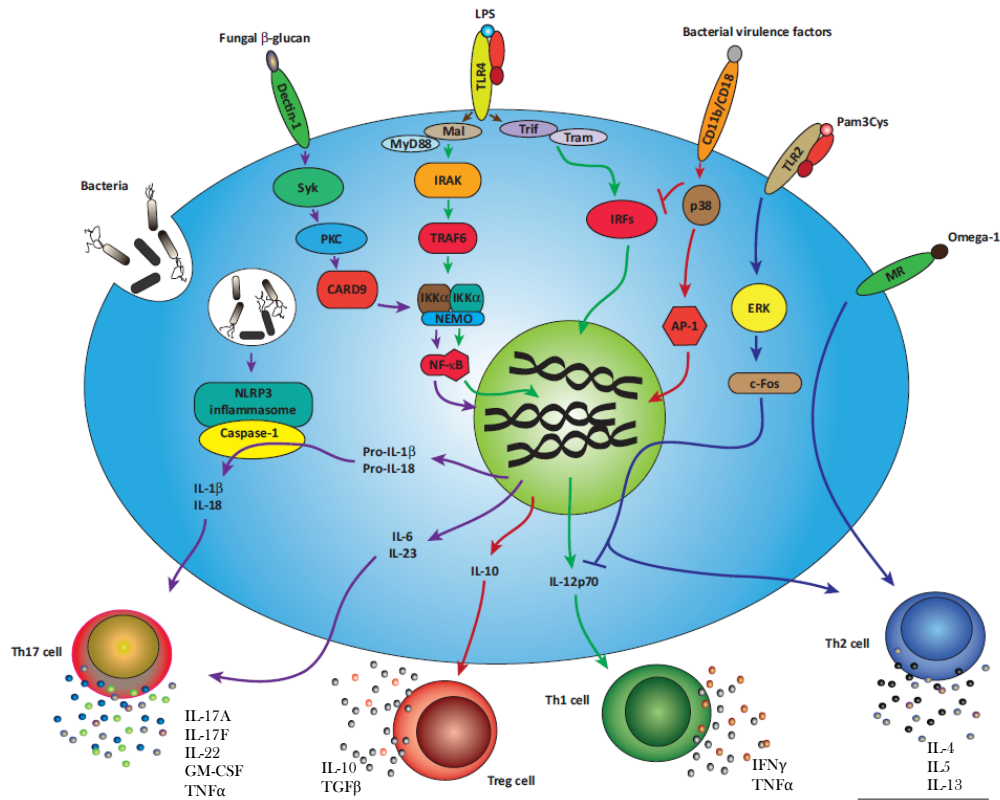 LPS
Fungal β-glucan
Bacterial virulence factors
Dectin-1
TLR4
CD11b/CD18
TLR2
Pam3Cys
Mal
MyD88
Trif
Tram
Bacteria
Syk
IRAK
IRFs
p38
PKC
TRAF6
Omega-1
MR
CARD9
IKKα
IKKα
NEMO
ERK
AP-1
NF-κB
c-Fos
NLRP3
inflammasome
Caspase-1
Pro-IL-1β
Pro-IL-18
IL-1β
IL-18
IL-6
IL-23
IL-10
IL-12p70
Th17 cell
Th2 cell
Th1 cell
Treg cell
IL-17A
IL-17F
IL-22
GM-CSF
TNFα
IL-10
TGFβ
IFNγ
TNFα
IL-4
IL5
IL-13